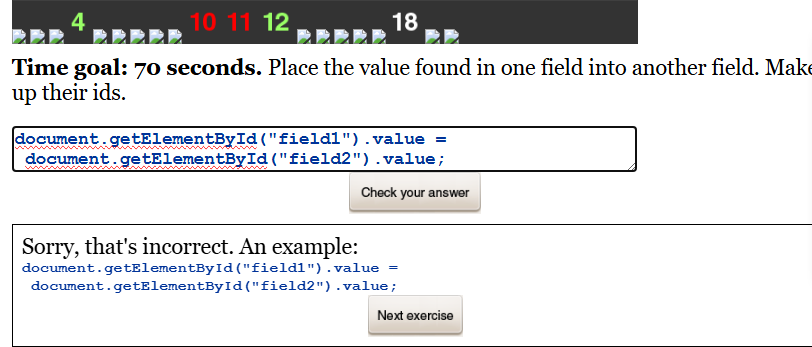 4 10 11 12 18
Time goal: 70 seconds. Place the value found in one field into another field. Make
up their ids.
document.getElementById("field1").value =
document.getElementById("field2").value;
Check your answer
Sorry, that's incorrect. An example:
document.getElementById("field1").value =
document.getElementById("field2").value;
Next exercise